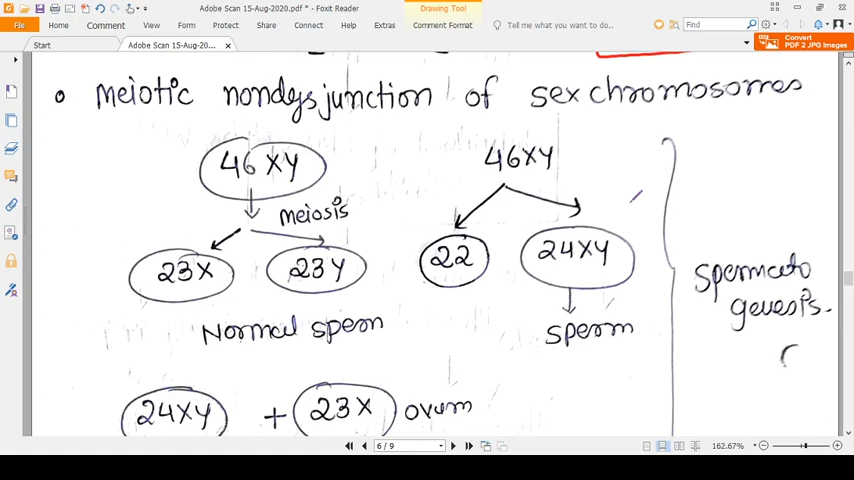 Adobe Scan 15-Aug-2020.pdf * - Foxit Reader
Drawing Tool
File Home Comment View Form Protect Share Connect Help Extras Comment Format Tell me what you want to do... Find
Start Adobe Scan 15-Aug-2020.... Convert
PDF 2 JPG Images
meiotic nondysjunction of sex chromosomes
46 XY 46XY
meiosis
23X 23Y 22 24XY
spermato
genesis.
Normal sperm sperm
24XY + 23X ovum
6 / 9 162.67%